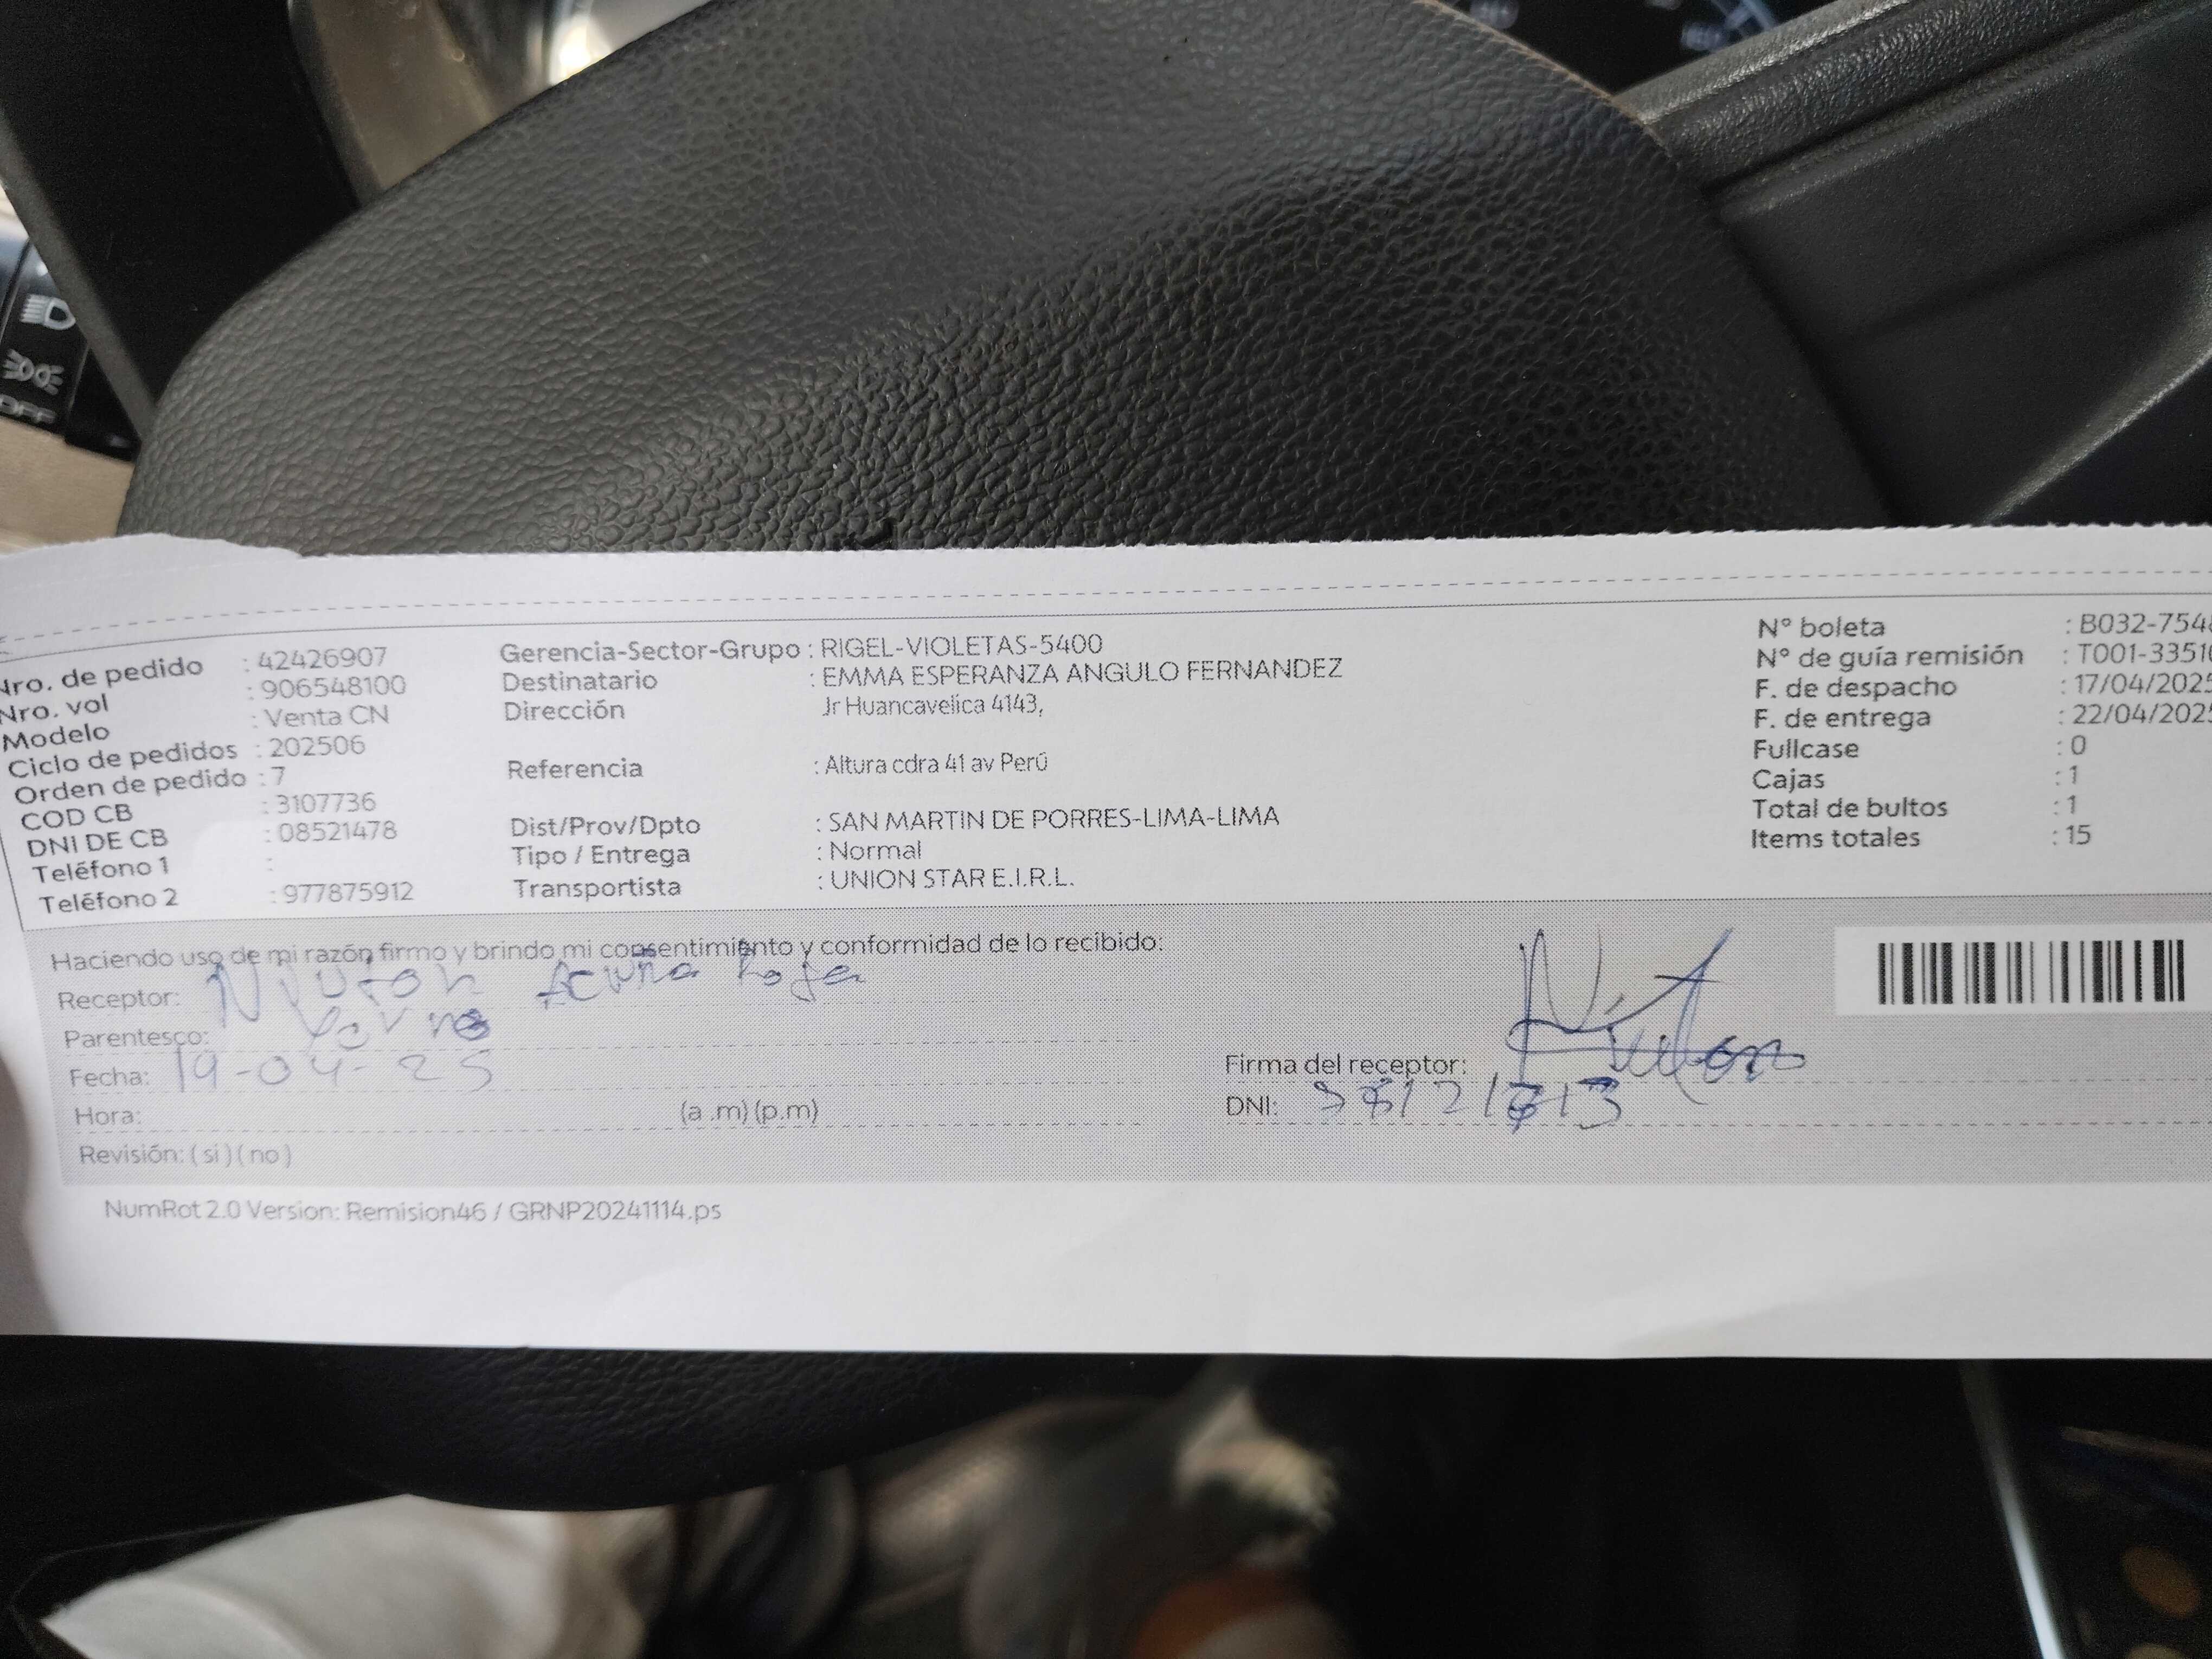 Nro. de pedido : 42426907
Nro. vol : 906548100
Modelo : Venta CN
Ciclo de pedidos : 202506
Orden de pedido : 7
COD CB : 3107736
DNI DE CB : 08521478
Teléfono 1 :
Teléfono 2 : 977875912
Gerencia-Sector-Grupo : RIGEL-VIOLETAS-5400
Destinatario : EMMA ESPERANZA ANGULO FERNANDEZ
Dirección Jr Huancavelica 4143,
Referencia : Altura cdra 41 av Perú
Dist/Prov/Dpto : SAN MARTIN DE PORRES-LIMA-LIMA
Tipo / Entrega : Normal
Transportista : UNION STAR E.I.R.L.
N° boleta : B032-754
N° de guía remisión : T001-3351
F. de despacho : 17/04/2025
F. de entrega : 22/04/2025
Fullcase : 0
Cajas : 1
Total de bultos : 1
Items totales : 15
Haciendo uso de mi razón firmo y brindo mi consentimiento y conformidad de lo recibido:
Receptor: Acuña
Parentesco:
Fecha: 19-04-25
Hora: (a .m) (p.m)
Revisión: ( si ) ( no )
Firma del receptor:
DNI:
NumRot 2.0 Version: Remision46 / GRNP20241114.ps
OFF